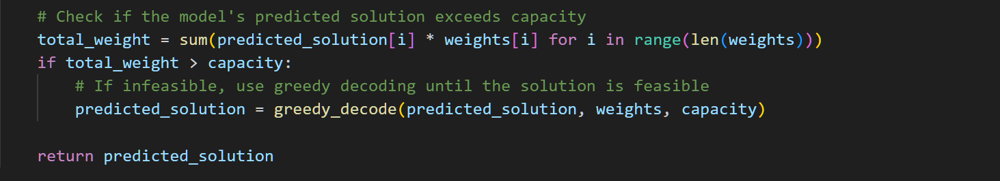 # Check if the model's predicted solution exceeds capacity
total_weight = sum(predicted_solution[i] * weights[i] for i in range(len(weights)))
if total_weight > capacity:
# If infeasible, use greedy decoding until the solution is feasible
predicted_solution = greedy_decode(predicted_solution, weights, capacity)
return predicted_solution